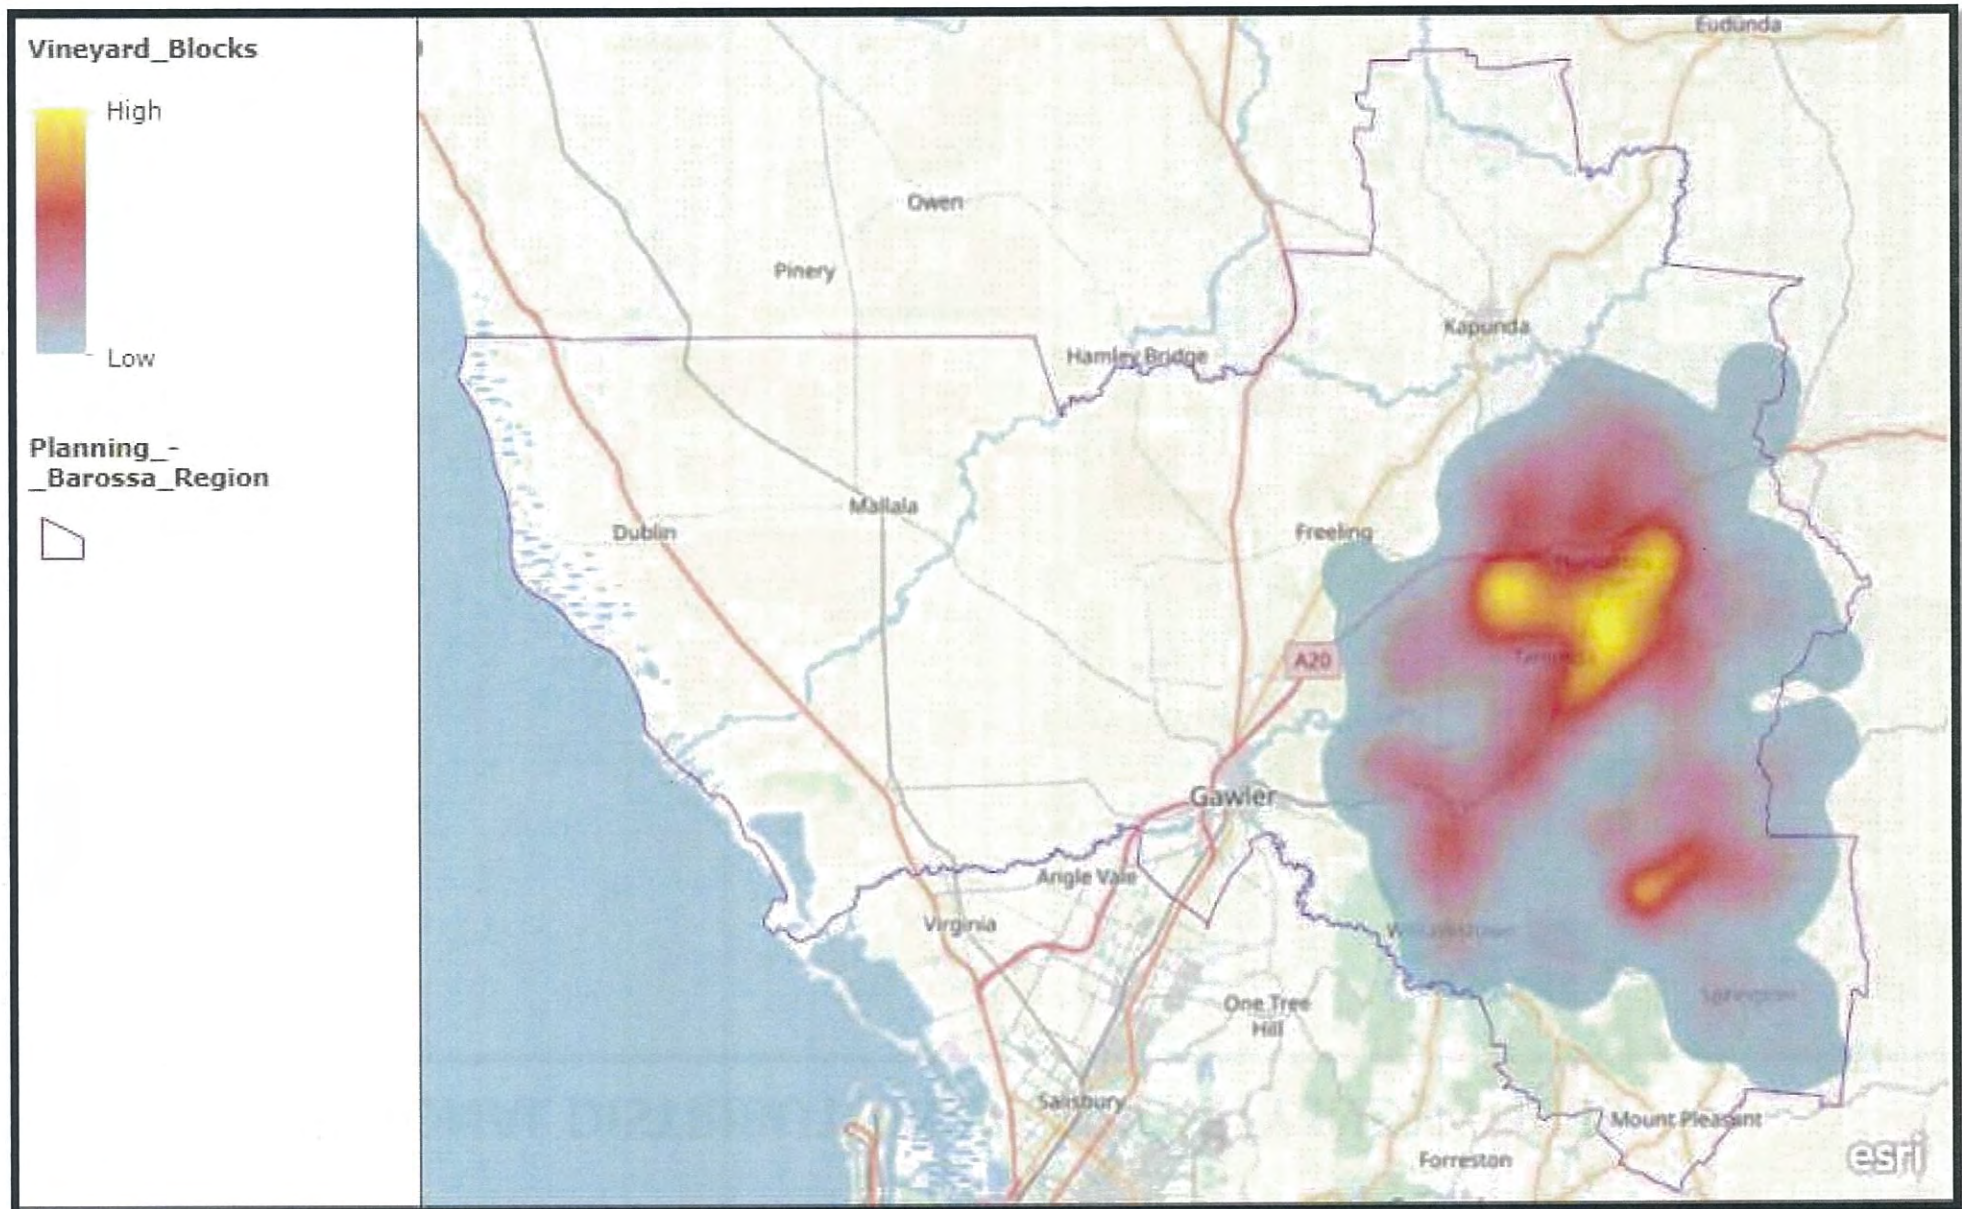 Vineyard_Blocks
High
Low
Planning_-
_Barossa_Region
Eudunda
Owen
Pinery
Kapunda
Hamley Bridge
Mallala
Dublin
Freeling
A20
Gawler
Angle Vale
Virginia
Springton
One Tree
Hill
Salisbury
Mount Pleasant
Forreston
esri